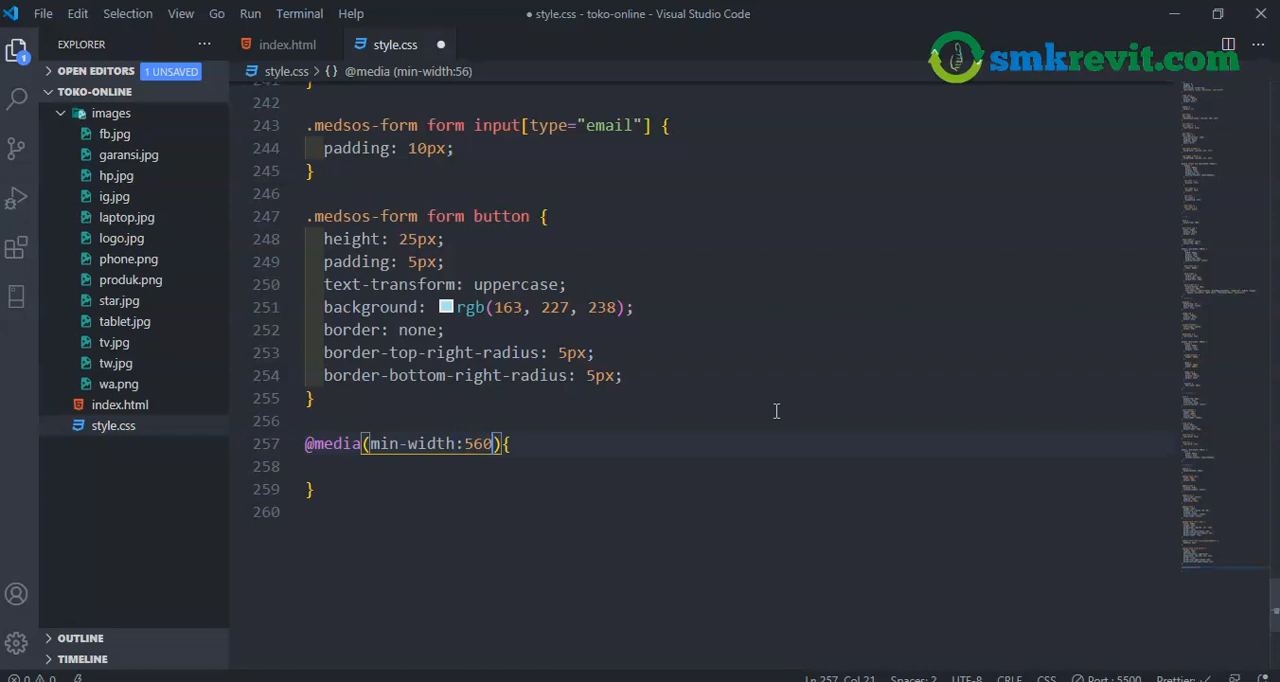 File Edit Selection View Go Run Terminal Help
● style.css - toko-online - Visual Studio Code
smkrevit.com
EXPLORER
OPEN EDITORS 1 UNSAVED
TOKO-ONLINE
images
fb.jpg
garansi.jpg
hp.jpg
ig.jpg
laptop.jpg
logo.jpg
phone.png
produk.png
star.jpg
tablet.jpg
tv.jpg
tw.jpg
wa.png
index.html
style.css
OUTLINE
TIMELINE
1
index.html style.css ●
style.css > {} @media (min-width:56)
241 }
242
243 .medsos-form form input[type="email"] {
244 padding: 10px;
245 }
246
247 .medsos-form form button {
248 height: 25px;
249 padding: 5px;
250 text-transform: uppercase;
251 background: rgb(163, 227, 238);
252 border: none;
253 border-top-right-radius: 5px;
254 border-bottom-right-radius: 5px;
255 }
256
257 @media(min-width:560){
258
259 }
260
0 0 Ln 257, Col 21 Spaces: 2 UTF-8 CRLF CSS Port : 5500 Prettier